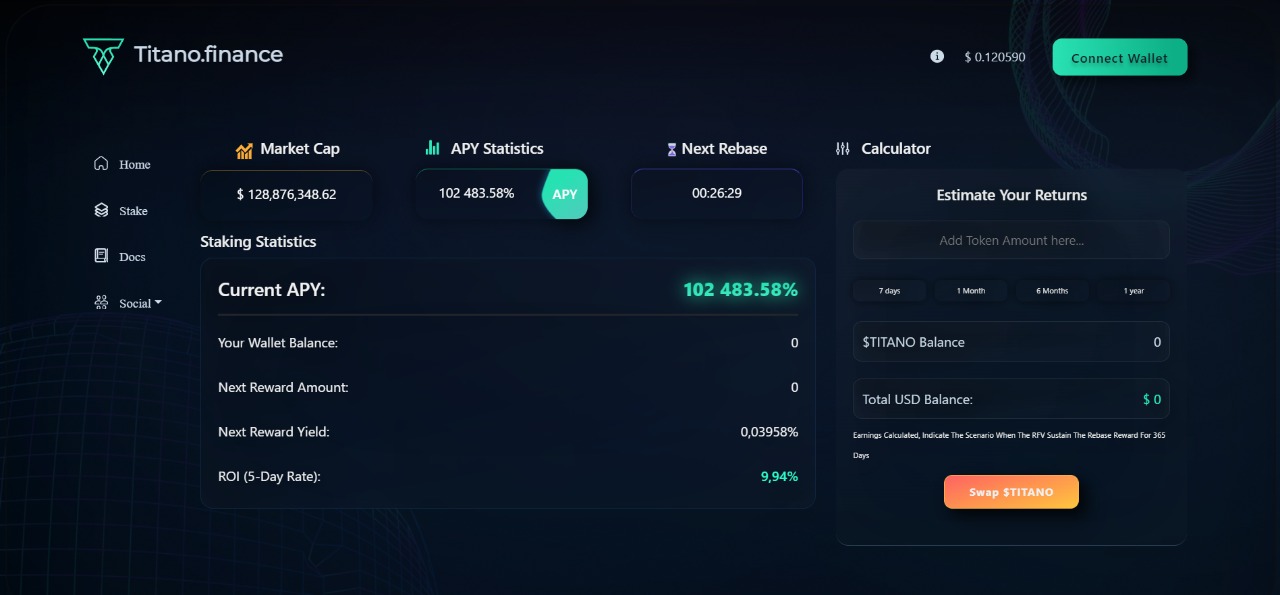 Titano.finance
$ 0.120590
Connect Wallet
Home
Stake
Docs
Social
Market Cap
$ 128,876,348.62
APY Statistics
102 483.58%
APY
Next Rebase
00:26:29
Staking Statistics
Current APY:
102 483.58%
Your Wallet Balance:
0
Next Reward Amount:
0
Next Reward Yield:
0,03958%
ROI (5-Day Rate):
9,94%
Calculator
Estimate Your Returns
Add Token Amount here...
7 days
1 Month
6 Months
1 year
$TITANO Balance
0
Total USD Balance:
$ 0
Earnings Calculated, Indicate The Scenario When The RFV Sustain The Rebase Reward For 365
Days
Swap $TITANO